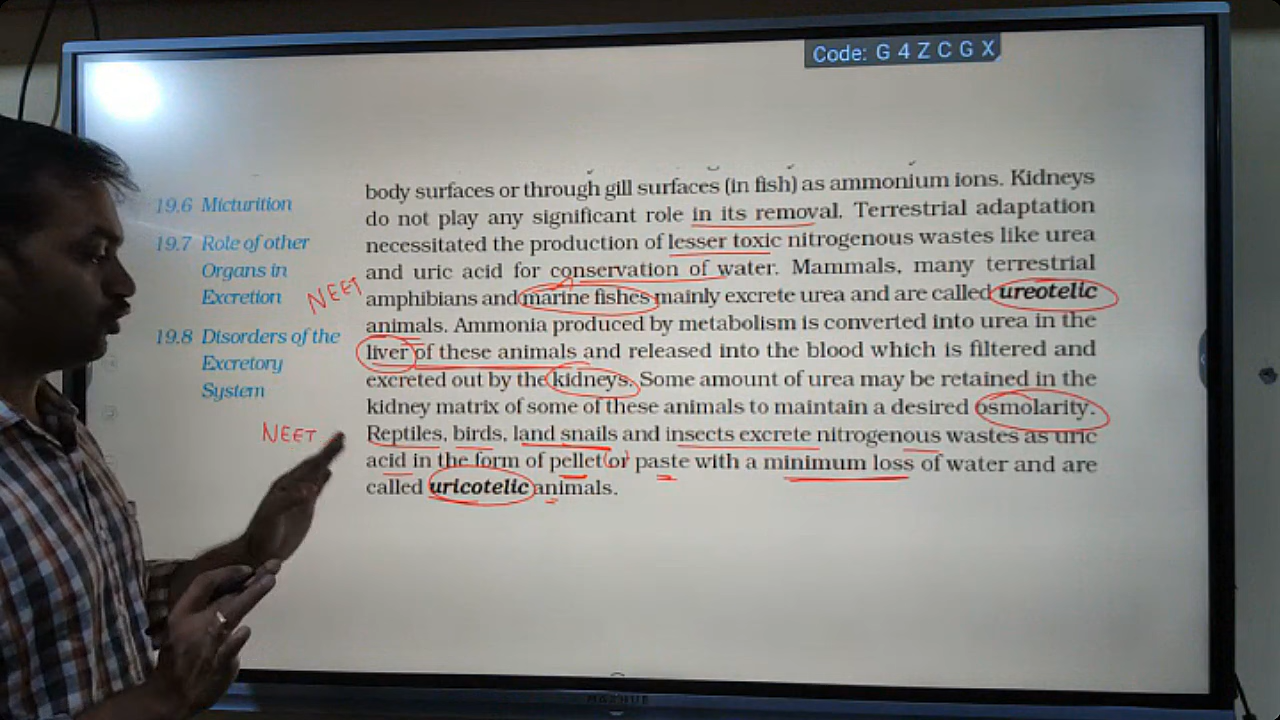 Code: G 4 Z C G X
19.6 Micturition
19.7 Role of other
Organs in
Excretion
19.8 Disorders of the
Excretory
System
body surfaces or through gill surfaces (in fish) as ammonium ions. Kidneys
do not play any significant role in its removal. Terrestrial adaptation
necessitated the production of lesser toxic nitrogenous wastes like urea
and uric acid for conservation of water. Mammals, many terrestrial
NEET amphibians and marine fishes mainly excrete urea and are called ureotelic
animals. Ammonia produced by metabolism is converted into urea in the
liver of these animals and released into the blood which is filtered and
excreted out by the kidneys. Some amount of urea may be retained in the
kidney matrix of some of these animals to maintain a desired osmolarity.
NEET Reptiles, birds, land snails and insects excrete nitrogenous wastes as uric
acid in the form of pellet or paste with a minimum loss of water and are
called uricotelic animals.